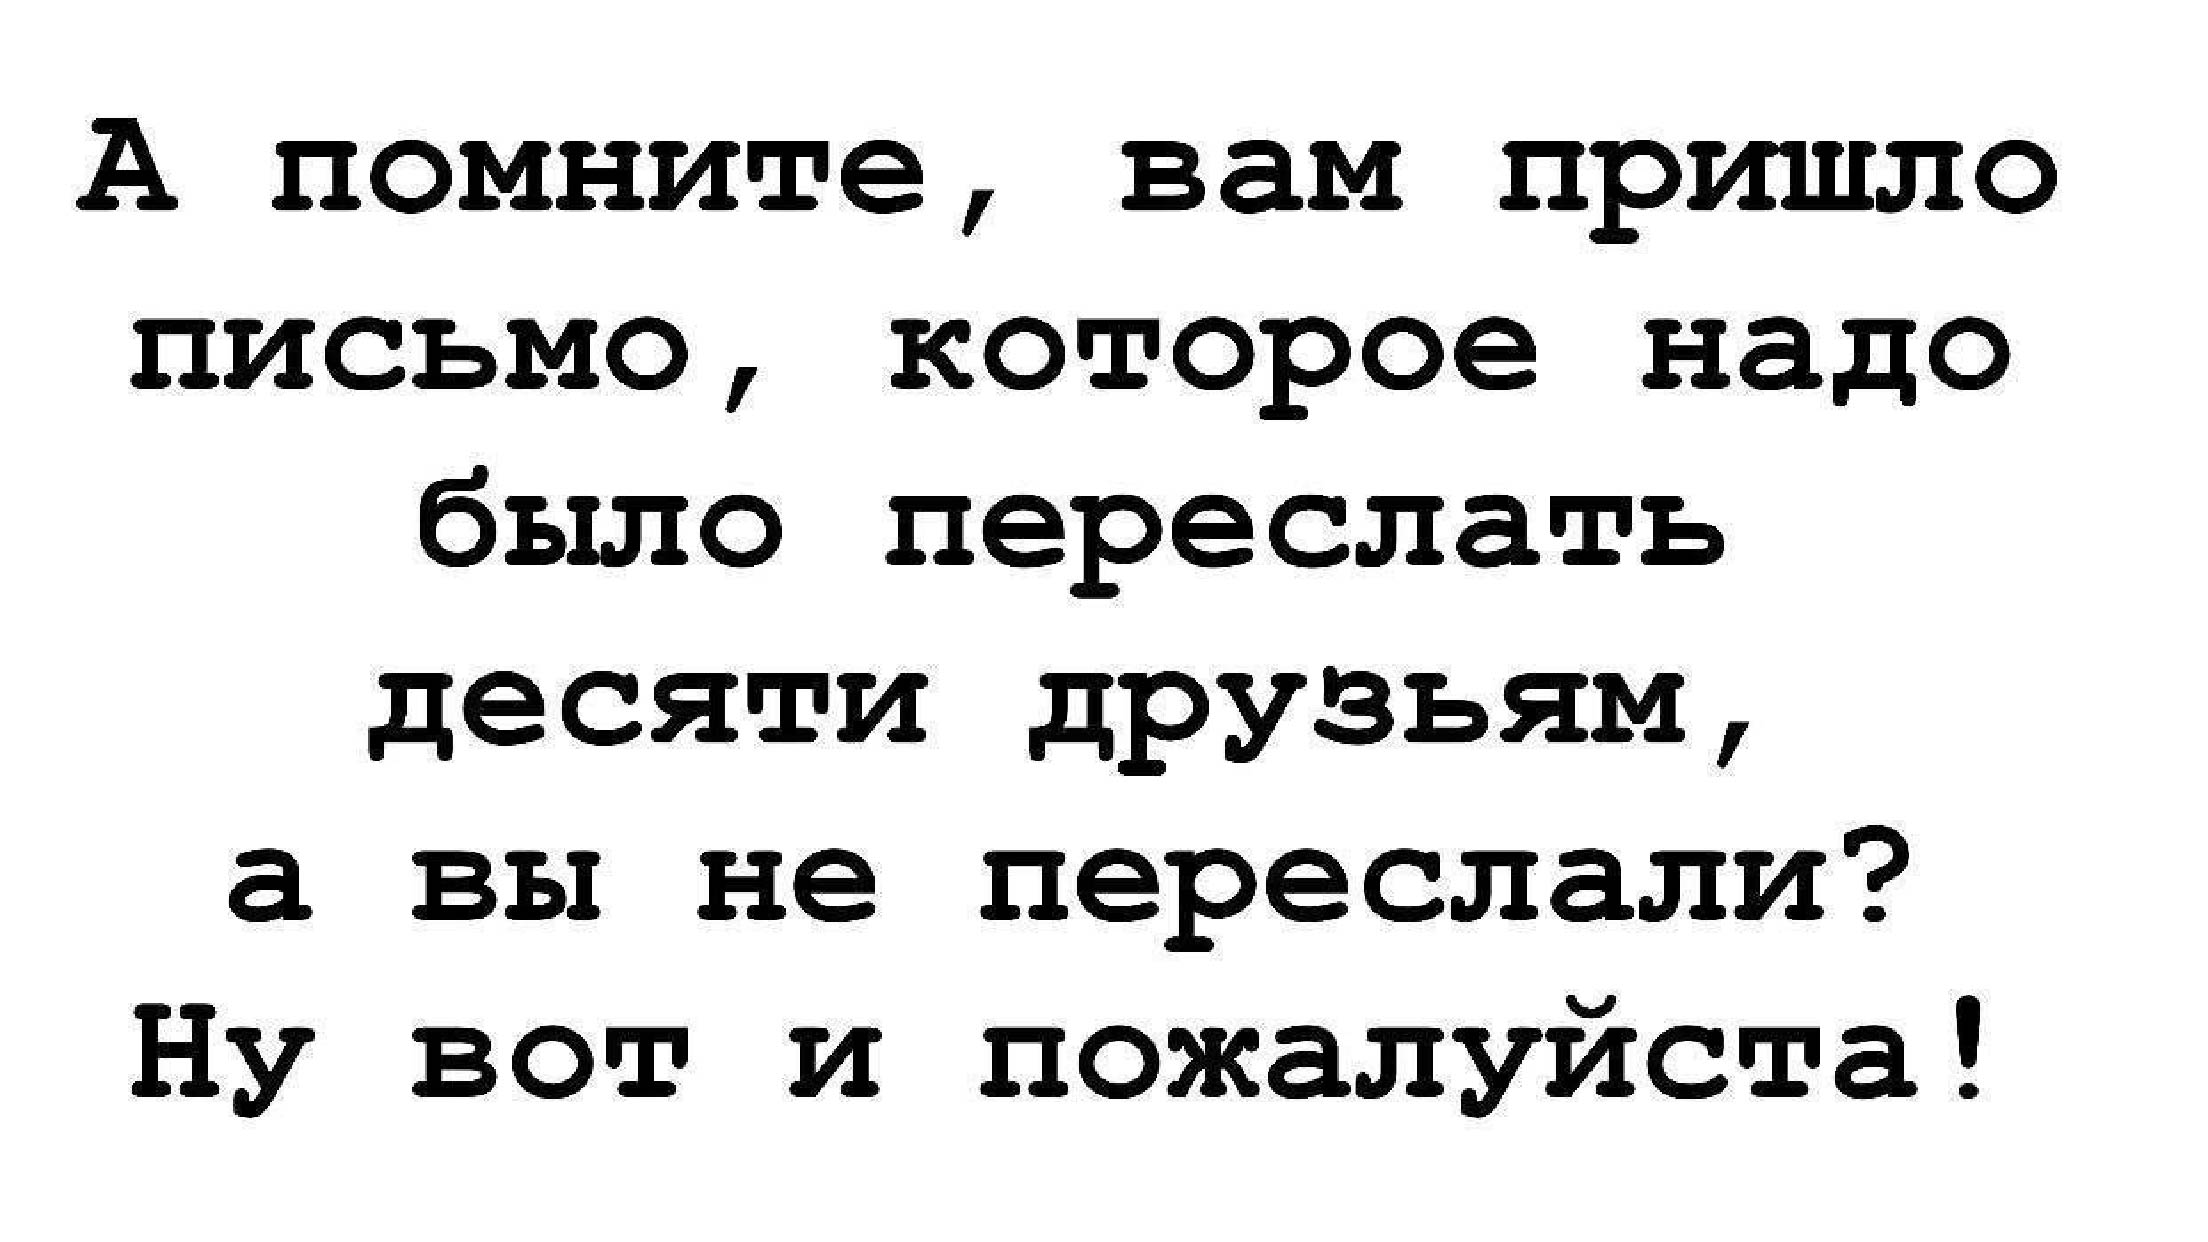 А помните, вам пришло
письмо, которое надо
было переслать
десяти друзьям,
а вы не переслали?
Ну вот и пожалуйста!